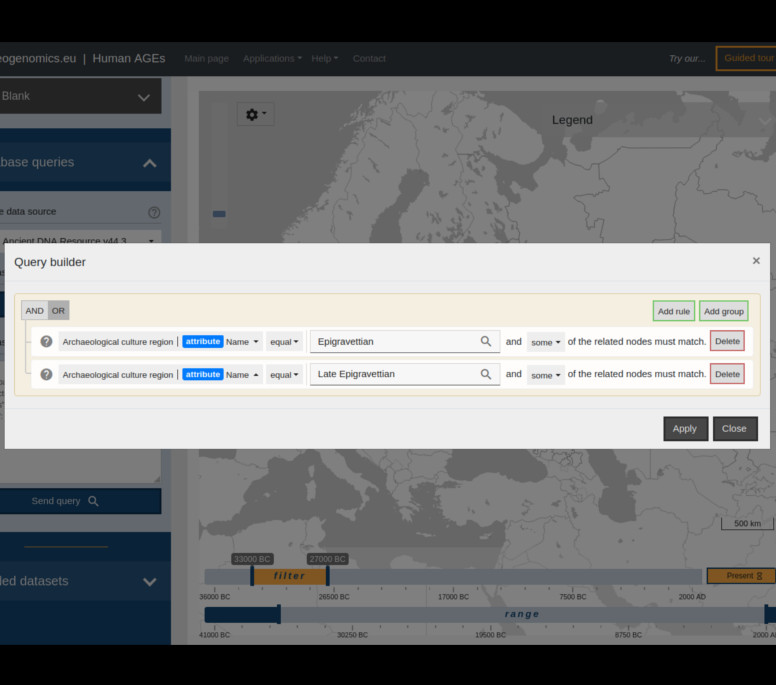 eogenomics.eu | Human AGEs Main page Applications Help Contact Try our... Guided tour
Blank
Legend
base queries
e data source
Ancient DNA Resource v44.3
Query builder ×
AND OR Add rule Add group
Archaeological culture region | attribute Name equal Epigravettian and some of the related nodes must match. Delete
Archaeological culture region | attribute Name equal Late Epigravettian and some of the related nodes must match. Delete
Apply Close
Send query
500 km
33000 BC 27000 BC
filter Present
led datasets
36000 BC 26500 BC 17000 BC 7500 BC 2000 AD
range
41000 BC 30250 BC 19500 BC 8750 BC 2000 AD